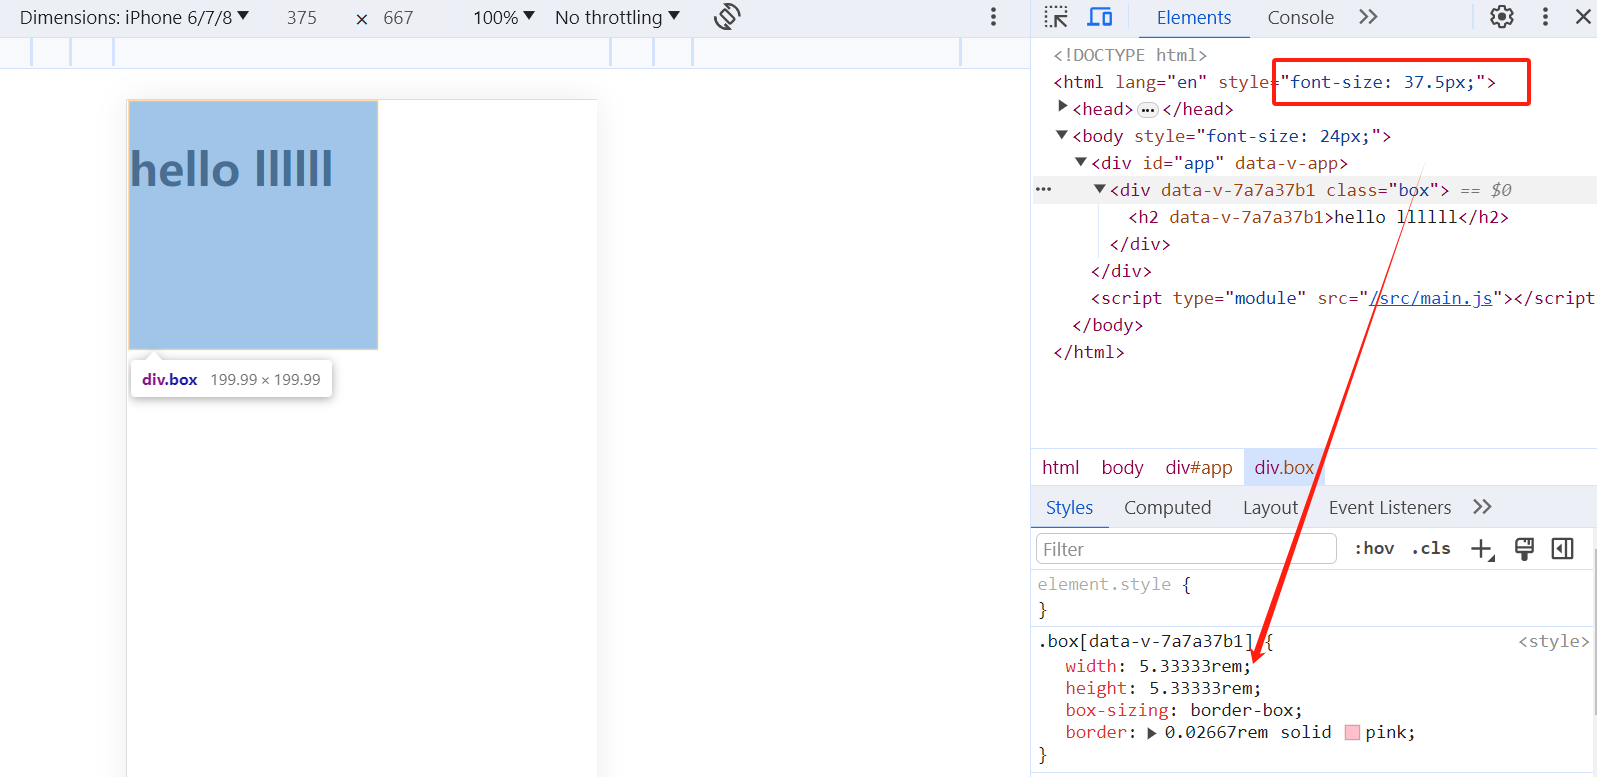 Dimensions: iPhone 6/7/8 ▼ 375 × 667 100% ▼ No throttling ▼
Elements Console
hello llllll
div.box 199.99 × 199.99
<!DOCTYPE html>
<html lang="en" style="font-size: 37.5px;">
<head>…</head>
<body style="font-size: 24px;">
<div id="app" data-v-app>
<div data-v-7a7a37b1 class="box"> == $0
<h2 data-v-7a7a37b1>hello llllll</h2>
</div>
</div>
<script type="module" src="/src/main.js"></script
</body>
</html>
html body div#app div.box
Styles Computed Layout Event Listeners
Filter :hov .cls
element.style {
}
.box[data-v-7a7a37b1] { <style>
width: 5.33333rem;
height: 5.33333rem;
box-sizing: border-box;
border: ▶ 0.02667rem solid pink;
}